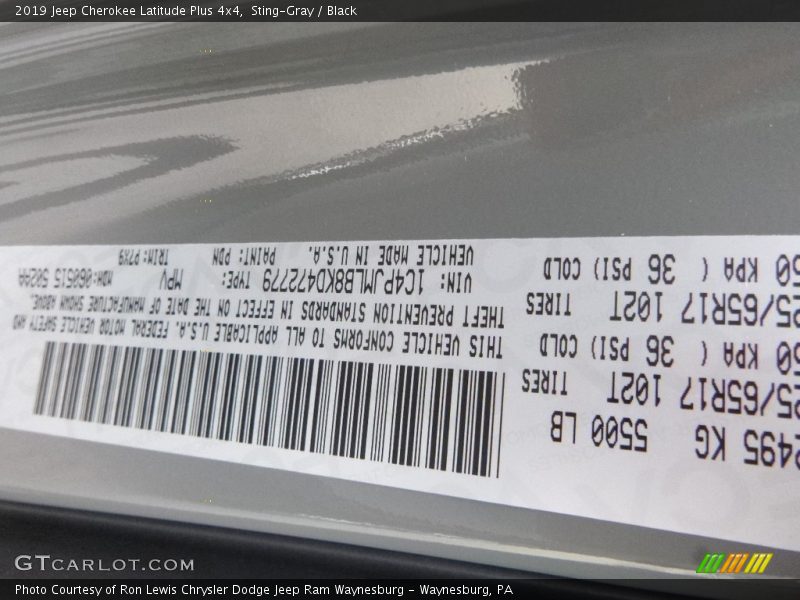 2019 Jeep Cherokee Latitude Plus 4x4, Sting-Gray / Black
5500 LB
2495 KG
25/65R17 102T TIRES
50 KPA ( 36 PSI) COLD
25/65R17 102T TIRES
50 KPA ( 36 PSI) COLD
THIS VEHICLE CONFORMS TO ALL APPLICABLE U.S.A. FEDERAL MOTOR VEHICLE SAFETY AND
THEFT PREVENTION STANDARDS IN EFFECT ON THE DATE OF MANUFACTURE SHOWN ABOVE.
VIN: 1C4PJMLB8KD472779 TYPE: MPV MDH:060515 502AA
VEHICLE MADE IN U.S.A. PAINT: PDN TRIM:P7X9
GTCARLOT.COM
Photo Courtesy of Ron Lewis Chrysler Dodge Jeep Ram Waynesburg - Waynesburg, PA